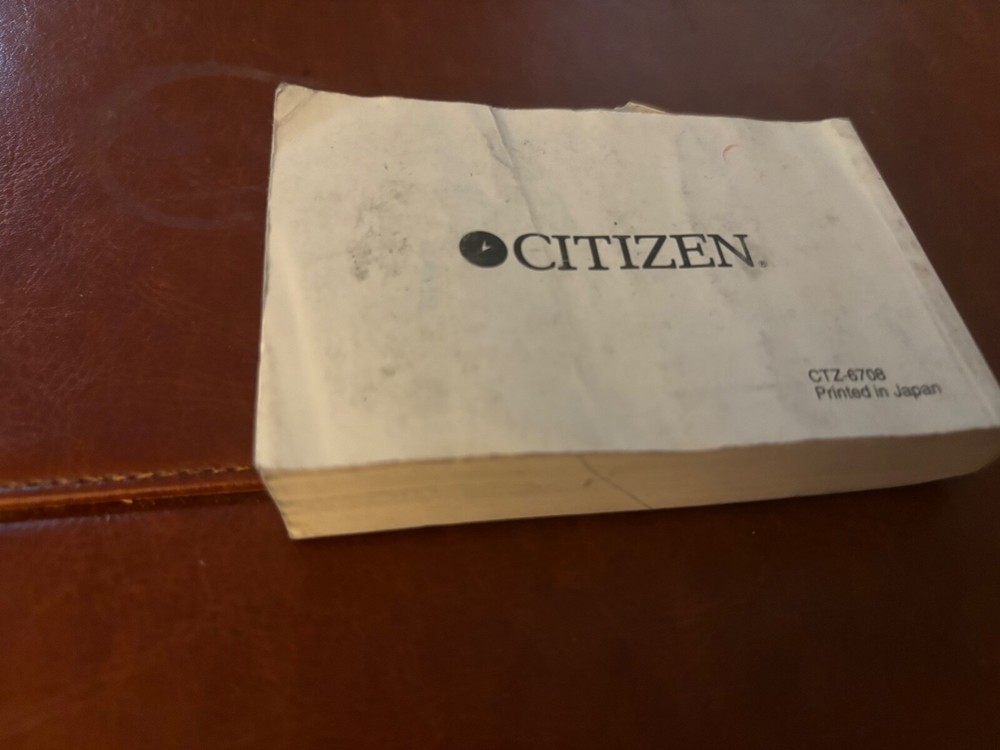 CITIZEN®
CTZ-6708
Printed in Japan